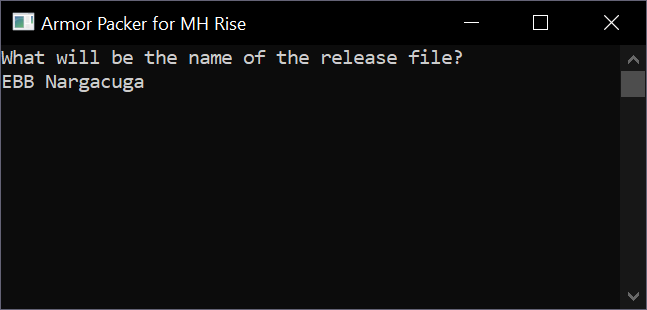 Armor Packer for MH Rise
What will be the name of the release file?
EBB Nargacuga